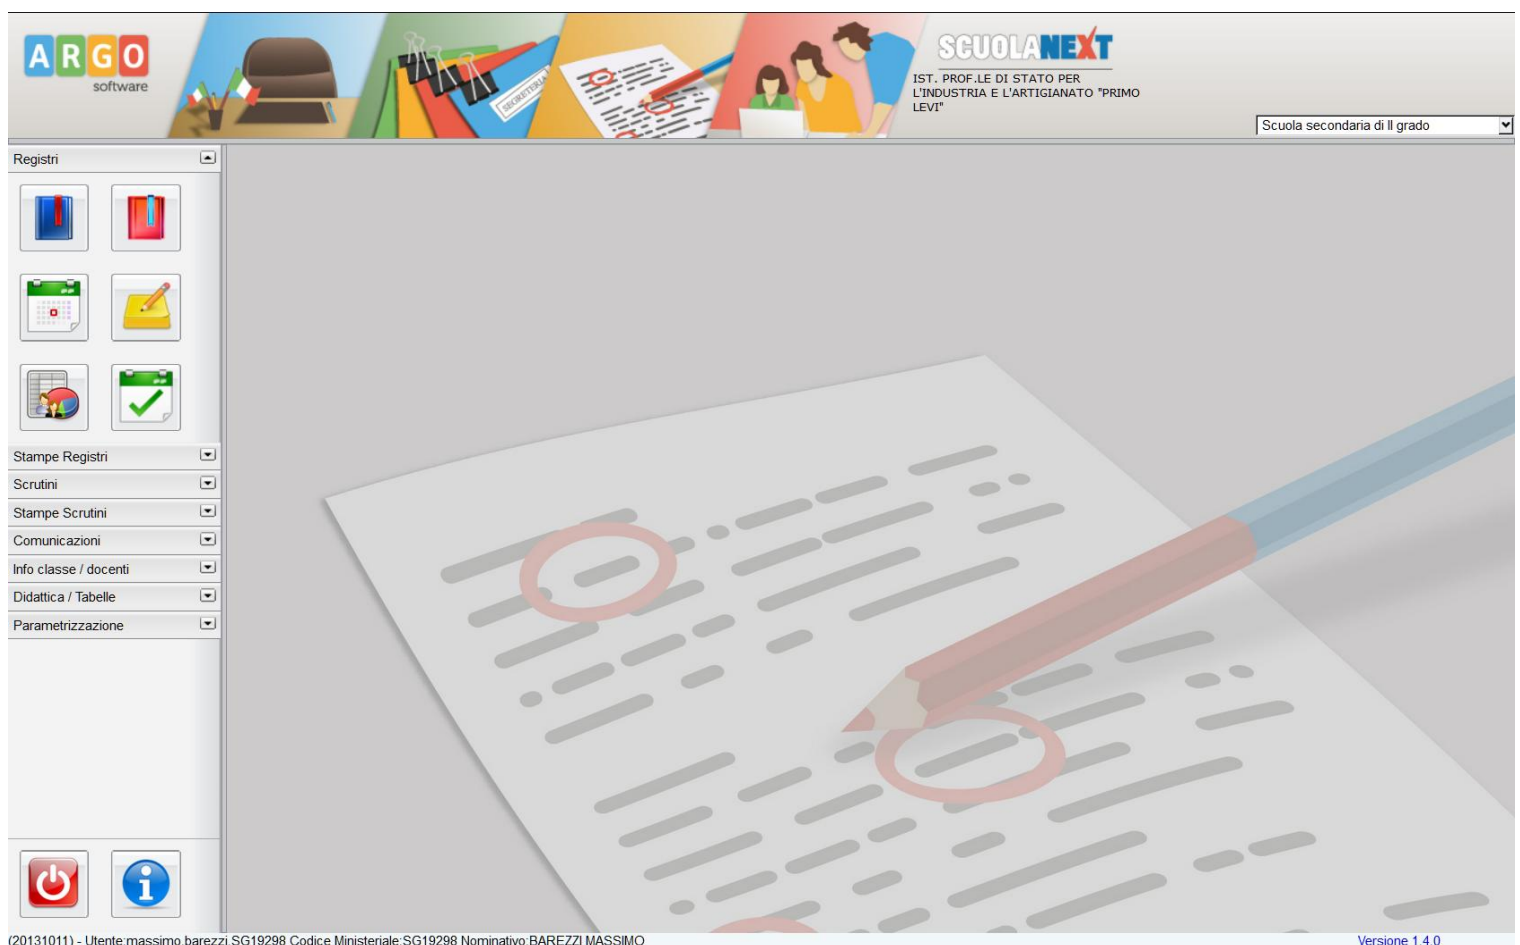 ARGO
software
SEGRETERIA
SCUOLANEXT
IST. PROF.LE DI STATO PER
L'INDUSTRIA E L'ARTIGIANATO "PRIMO
LEVI"
Scuola secondaria di II grado
Registri
Stampe Registri
Scrutini
Stampe Scrutini
Comunicazioni
Info classe / docenti
Didattica / Tabelle
Parametrizzazione
(20131011) - Utente:massimo.barezzi.SG19298 Codice Ministeriale:SG19298 Nominativo:BAREZZI MASSIMO
Versione 1.4.0